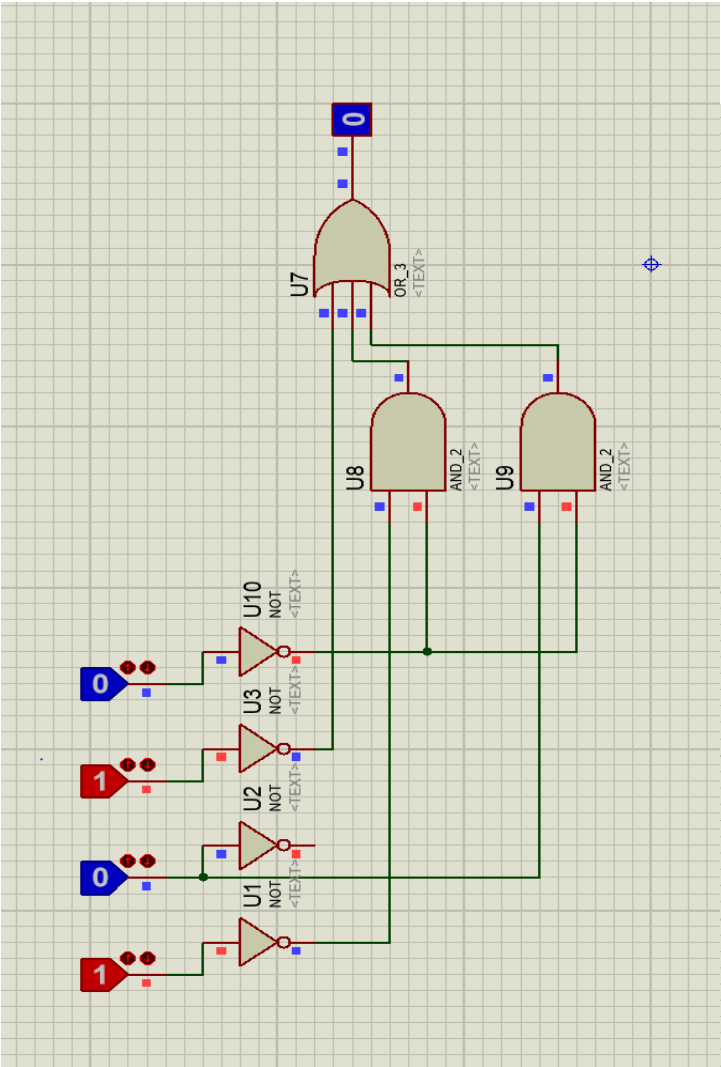 0
U7
OR_3
<TEXT>
U8
AND_2
<TEXT>
U9
AND_2
<TEXT>
U10
NOT
<TEXT>
0
U3
NOT
<TEXT>
1
U2
NOT
<TEXT>
0
U1
NOT
<TEXT>
1